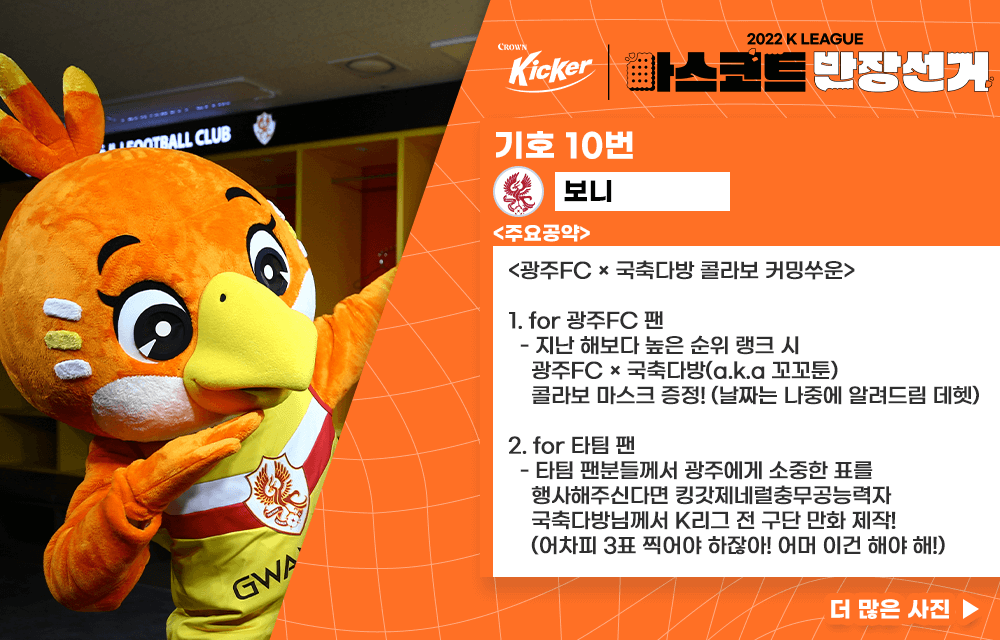 FOOTBALL CLUB
GWA
CROWN
Kicker
2022 K LEAGUE
마스코트 반장선거
기호 10번
보니
<주요공약>
<광주FC × 국축다방 콜라보 커밍쑤운>
1. for 광주FC 팬
- 지난 해보다 높은 순위 랭크 시
광주FC × 국축다방(a.k.a 꼬꼬튼)
콜라보 마스크 증정! (날짜는 나중에 알려드림 데헷)
2. for 타팀 팬
- 타팀 팬분들께서 광주에게 소중한 표를
행사해주신다면 킹갓제네럴충무공능력자
국축다방님께서 K리그 전 구단 만화 제작!
(어차피 3표 찍어야 하잖아! 어머 이건 해야 해!)
더 많은 사진 ▶